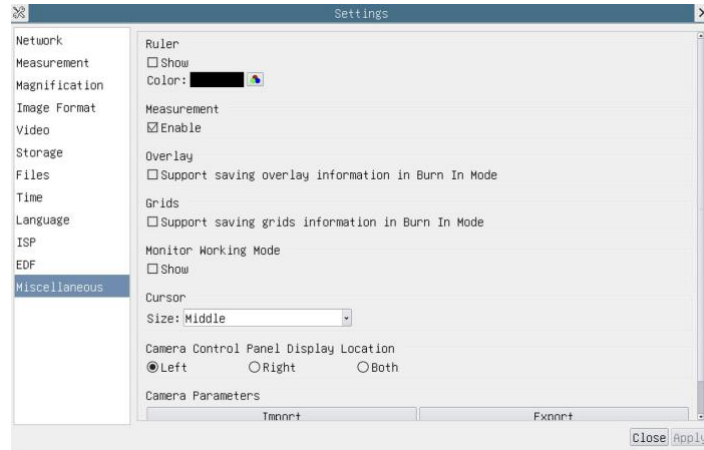 Settings
Network
Measurement
Magnification
Image Format
Video
Storage
Files
Time
Language
ISP
EDF
Miscellaneous
Ruler
Show
Color:
Measurement
Enable
Overlay
Support saving overlay information in Burn In Mode
Grids
Support saving grids information in Burn In Mode
Monitor Working Mode
Show
Cursor
Size: Middle
Camera Control Panel Display Location
Left Right Both
Camera Parameters
Import Export
Close Apply